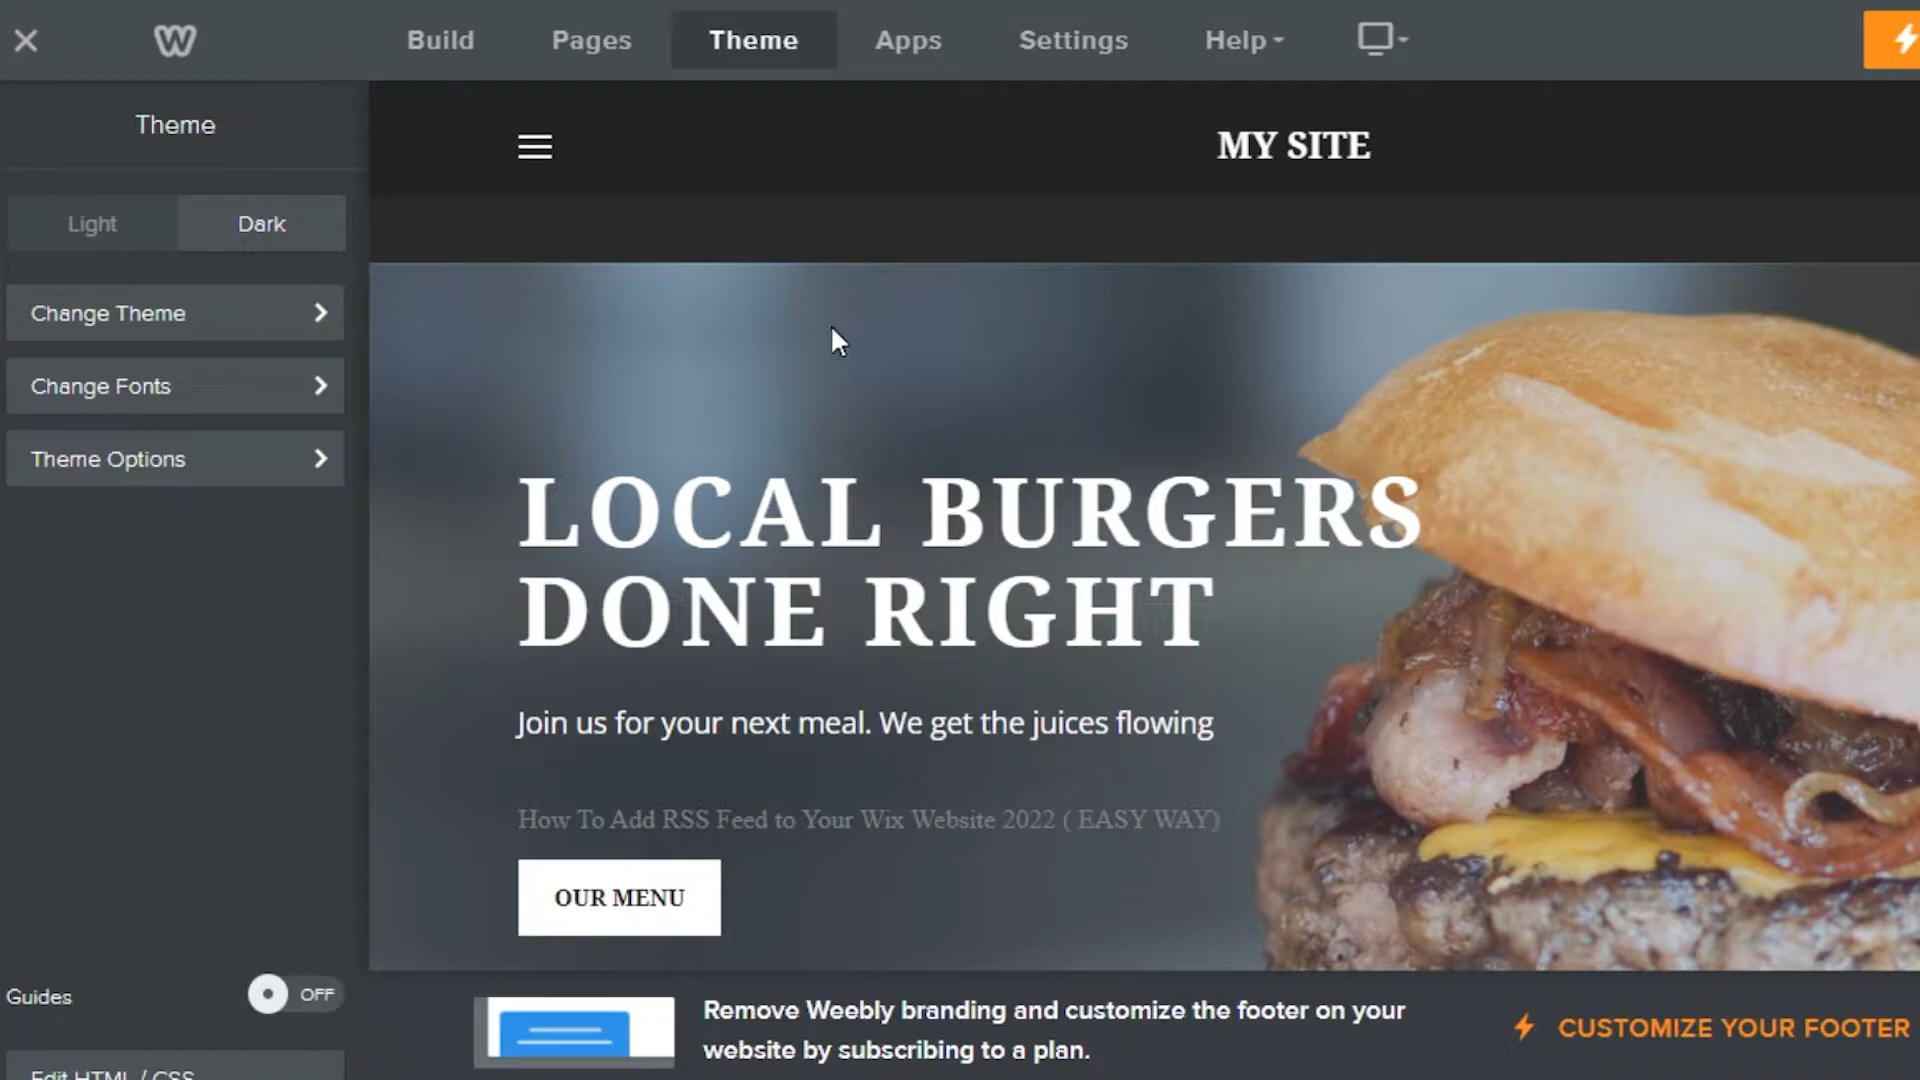 Build Pages Theme Apps Settings Help
Theme
MY SITE
Light Dark
Change Theme
Change Fonts
Theme Options
LOCAL BURGERS
DONE RIGHT
Join us for your next meal. We get the juices flowing
How To Add RSS Feed to Your Wix Website 2022 ( EASY WAY)
OUR MENU
Guides OFF
Edit HTML / CSS
Remove Weebly branding and customize the footer on your
website by subscribing to a plan.
CUSTOMIZE YOUR FOOTER